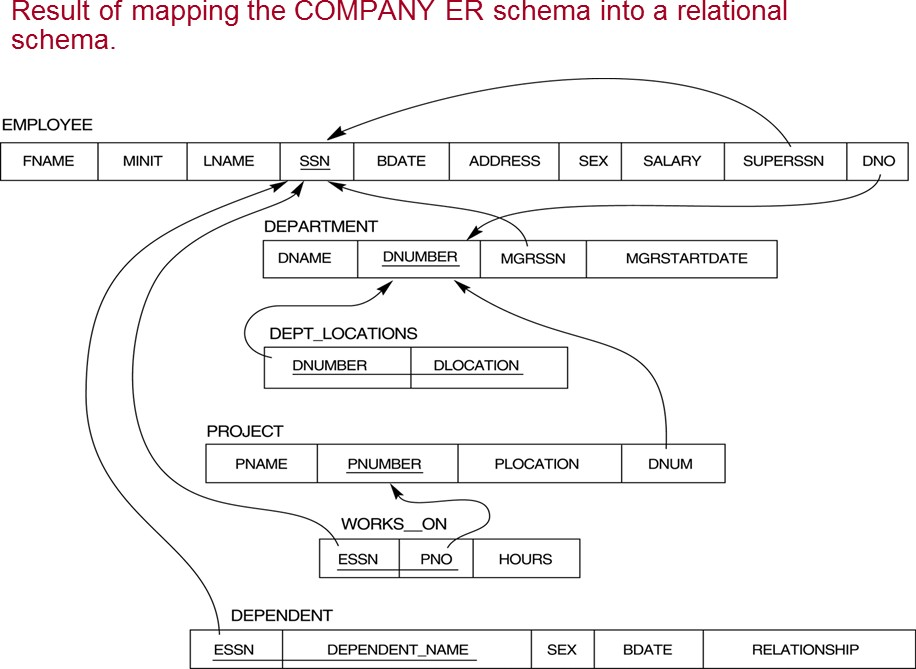 Result of mapping the COMPANY ER schema into a relational
schema.
EMPLOYEE
FNAME MINIT LNAME SSN BDATE ADDRESS SEX SALARY SUPERSSN DNO
DEPARTMENT
DNAME DNUMBER MGRSSN MGRSTARTDATE
DEPT_LOCATIONS
DNUMBER DLOCATION
PROJECT
PNAME PNUMBER PLOCATION DNUM
WORKS__ON
ESSN PNO HOURS
DEPENDENT
ESSN DEPENDENT_NAME SEX BDATE RELATIONSHIP